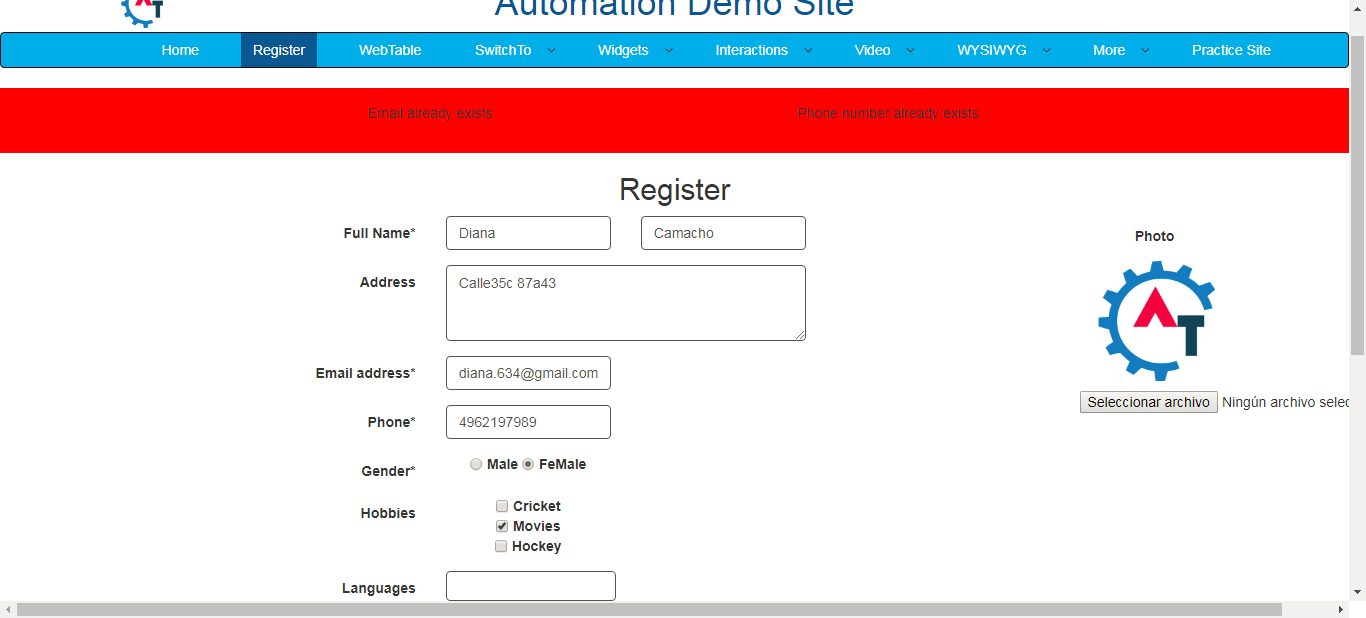 Automation Demo Site
Home Register WebTable SwitchTo Widgets Interactions Video WYSIWYG More Practice Site
Email already exists Phone number already exists
Register
Full Name* Diana Camacho
Photo
Address Calle35c 87a43
AT
Email address* diana.634@gmail.com
Seleccionar archivo Ningún archivo selec
Phone* 4962197989
Gender* Male FeMale
Hobbies Cricket
Movies
Hockey
Languages